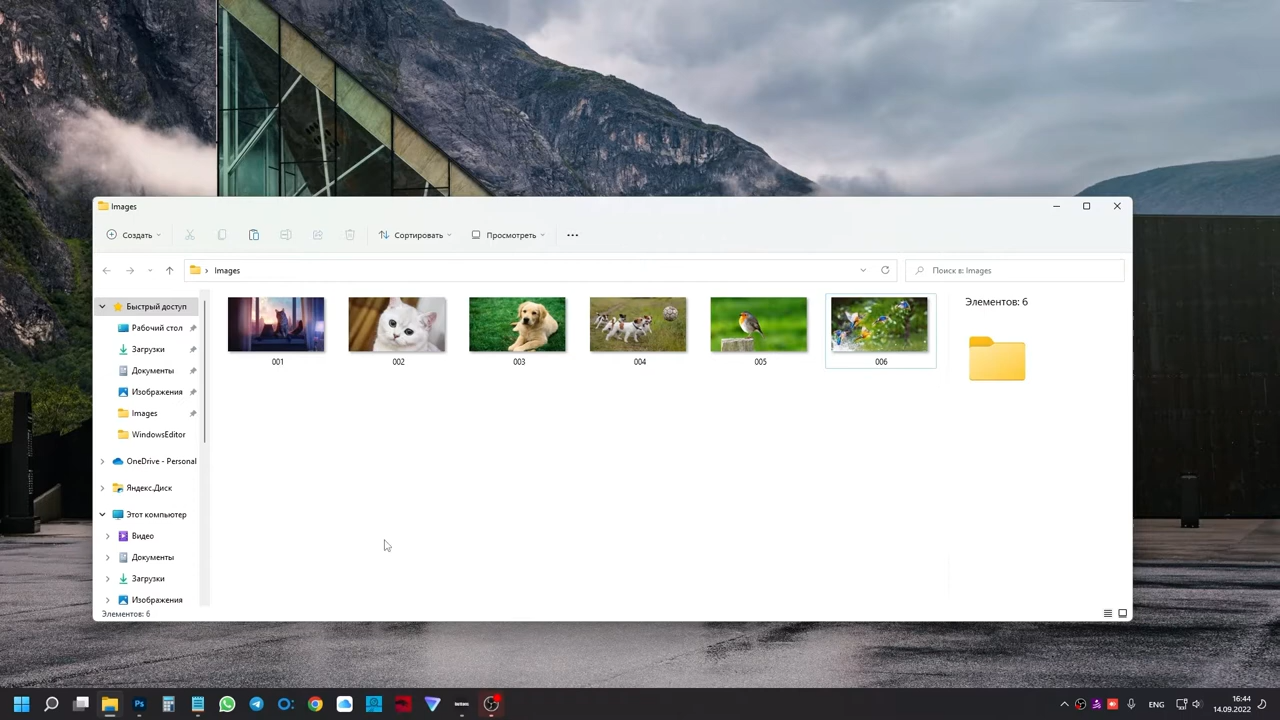 Images
Создать
Сортировать
Просмотреть
Images
Поиск в: Images
Быстрый доступ
Рабочий стол
Загрузки
Документы
Изображения
Images
WindowsEditor
OneDrive - Personal
Яндекс.Диск
Этот компьютер
Видео
Документы
Загрузки
Изображения
001
002
003
004
005
006
Элементов: 6
Элементов: 6
Ps
ENG
16:44
14.09.2022